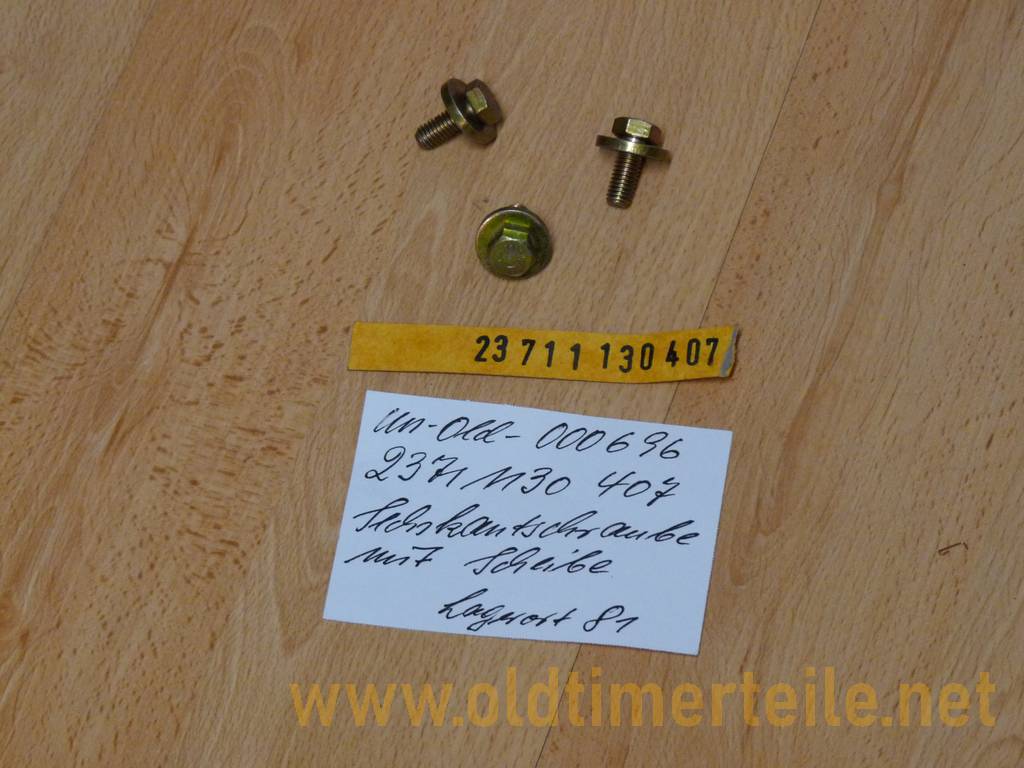 23 711 130 407
Un-Old-000696
2371 1130 407
Sechskantschraube
mit Scheibe
Lagerort 81
www.oldtimerteile.net